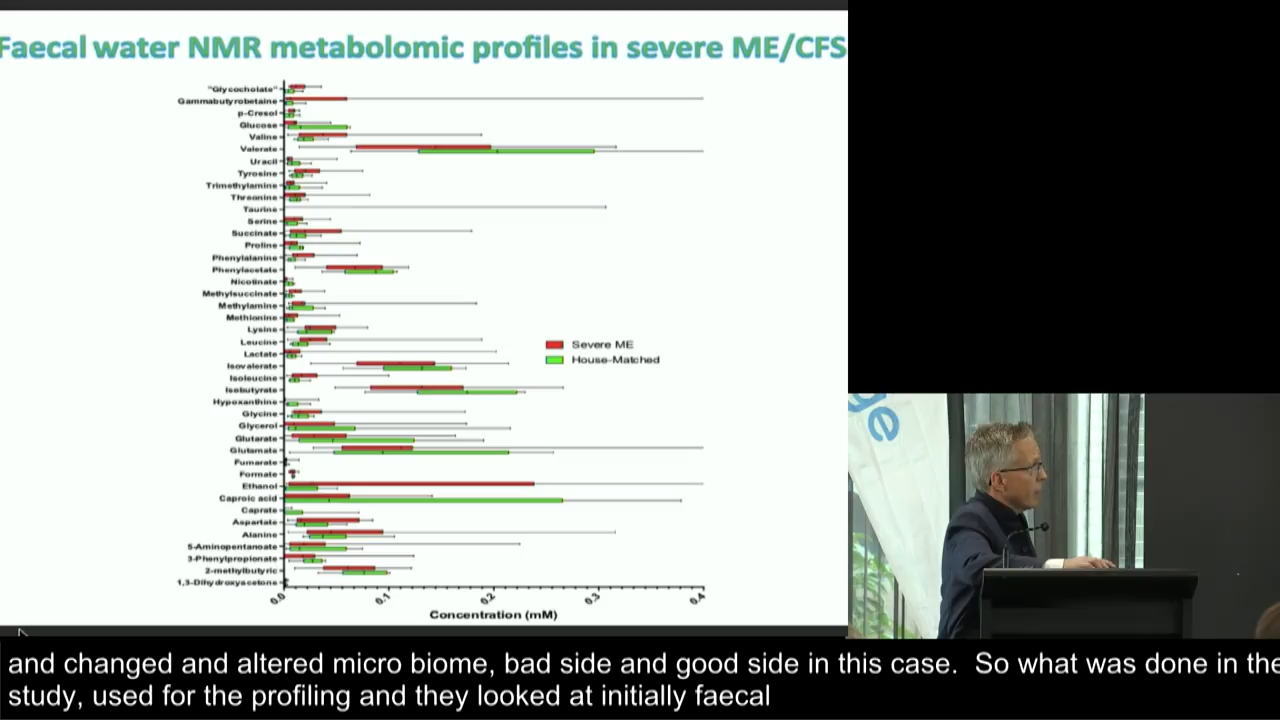 Faecal water NMR metabolomic profiles in severe ME/CFS
"Glycocholate"
Gammabutyrobetaine
p-Cresol
Glucose
Valine
Valerate
Uracil
Tyrosine
Trimethylamine
Threonine
Taurine
Serine
Succinate
Proline
Phenylalanine
Phenylacetate
Nicotinate
Methylsuccinate
Methylamine
Methionine
Lysine
Leucine
Lactate
Isovalerate
Isoleucine
Isobutyrate
Hypoxanthine
Glycine
Glycerol
Glutarate
Glutamate
Fumarate
Formate
Ethanol
Caproic acid
Caprate
Aspartate
Alanine
5-Aminopentanoate
3-Phenylpropionate
2-methylbutyric
1,3-Dihydroxyacetone
Severe ME
House-Matched
0.0 0.1 0.2 0.3 0.4
Concentration (mM)
ge
and changed and altered micro biome, bad side and good side in this case. So what was done in the
study, used for the profiling and they looked at initially faecal